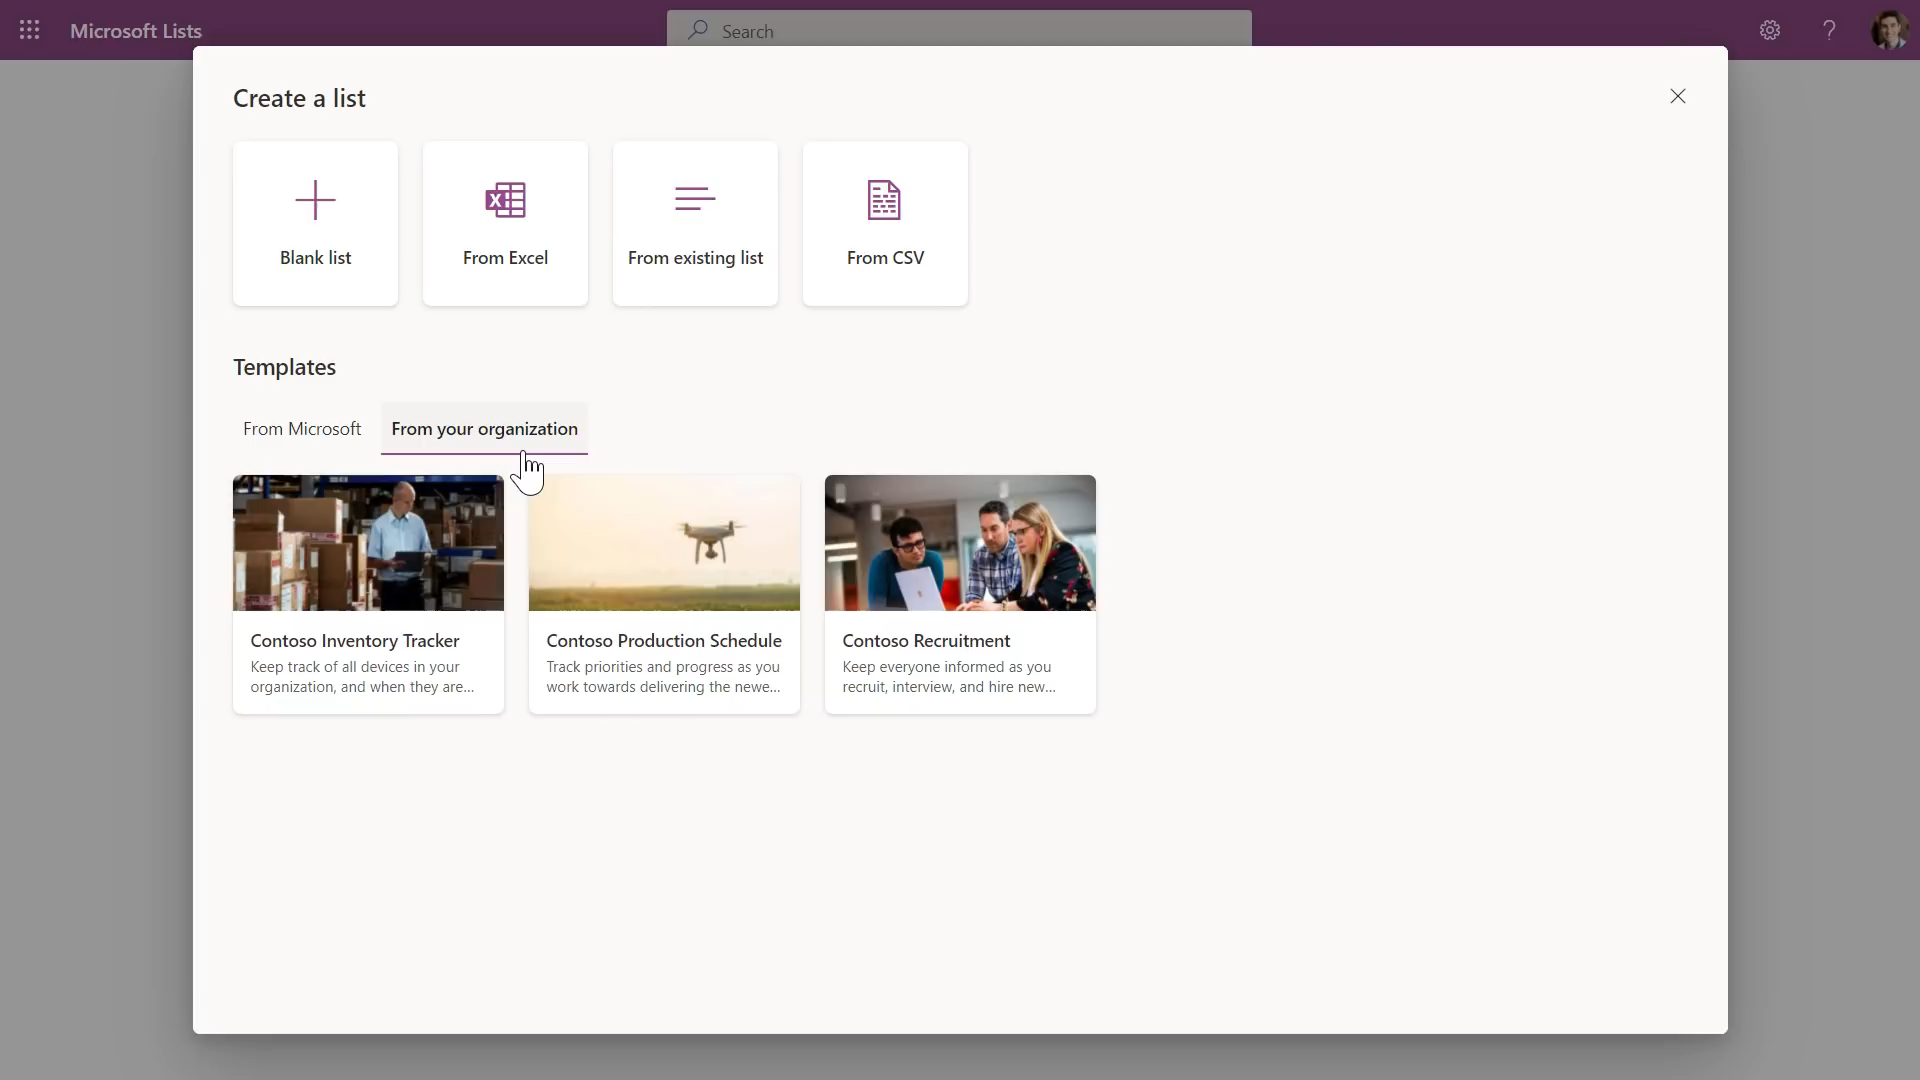 Microsoft Lists
Search
?
Create a list
Blank list
From Excel
From existing list
From CSV
Templates
From Microsoft
From your organization
Contoso Inventory Tracker
Keep track of all devices in your
organization, and when they are...
Contoso Production Schedule
Track priorities and progress as you
work towards delivering the newe...
Contoso Recruitment
Keep everyone informed as you
recruit, interview, and hire new...